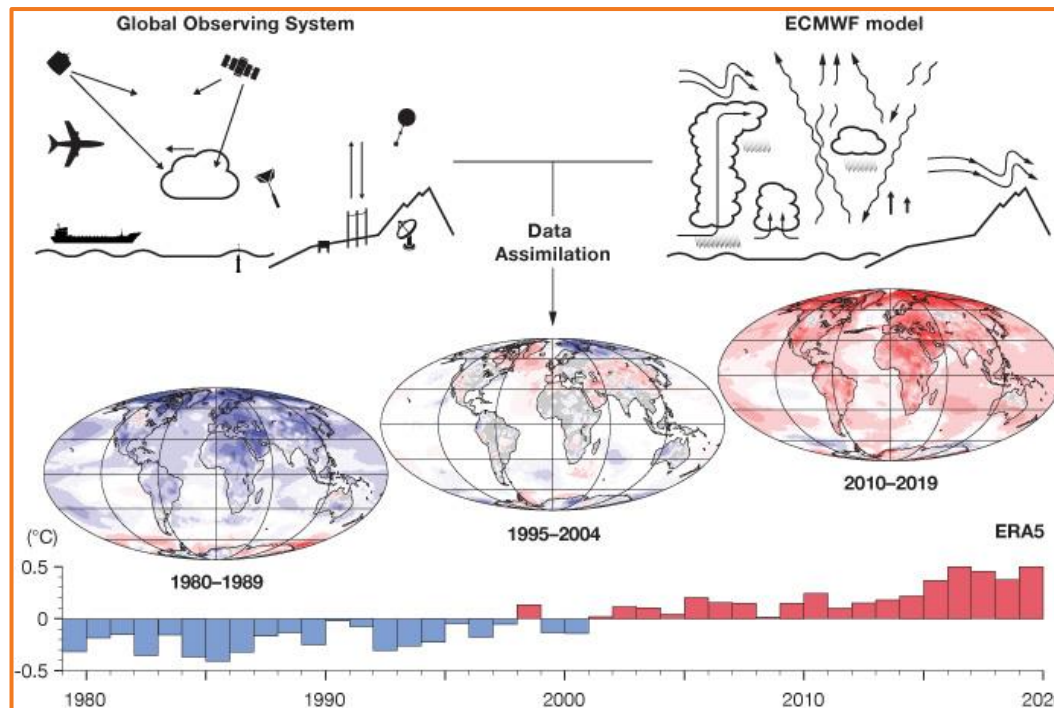 Global Observing System
ECMWF model
Data
Assimilation
2010–2019
1995–2004
ERA5
(°C)
1980–1989
0.5
0
-0.5
1980
1990
2000
2010
202